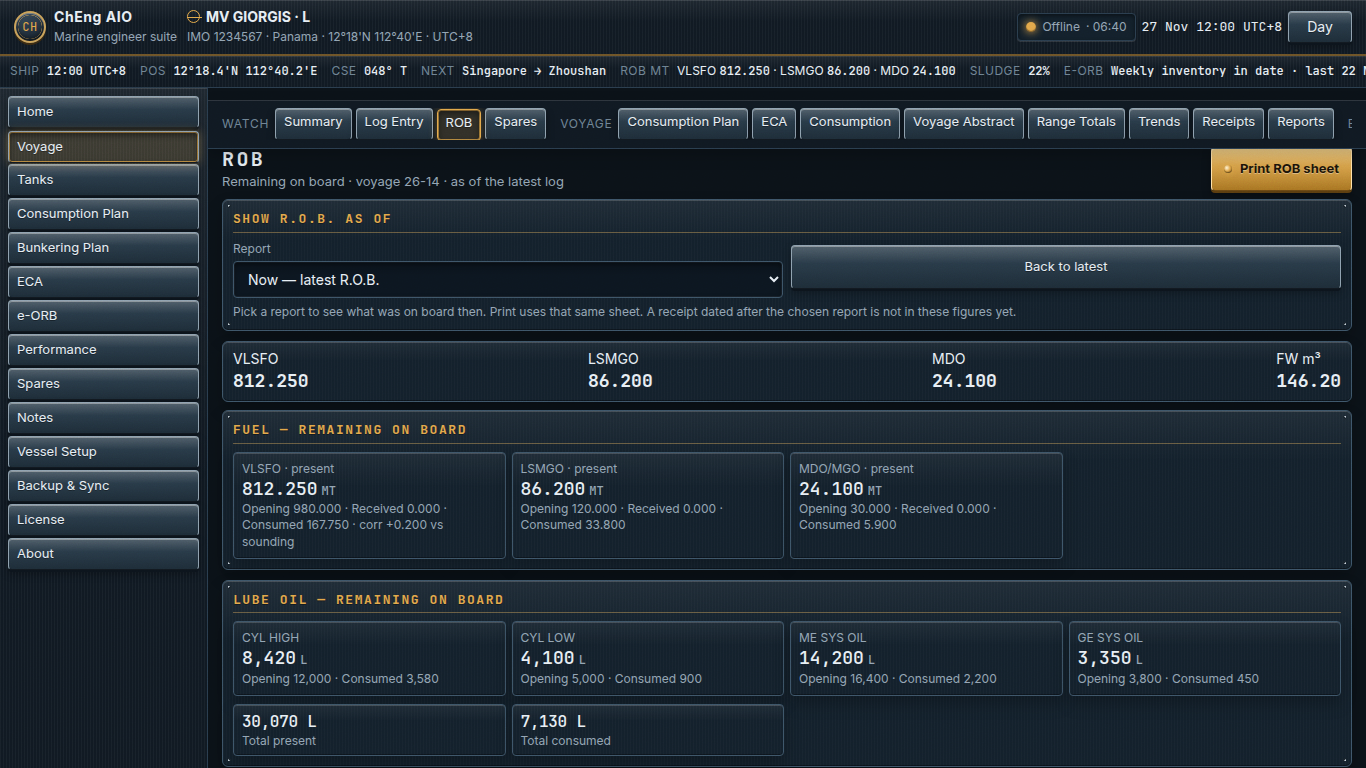 CH
ChEng AIO
Marine engineer suite
MV GIORGIS · L
IMO 1234567 · Panama · 12°18'N 112°40'E · UTC+8
Offline · 06:40
27 Nov 12:00 UTC+8
Day
SHIP 12:00 UTC+8 POS 12°18.4'N 112°40.2'E CSE 048° T NEXT Singapore → Zhoushan ROB MT VLSFO 812.250 · LSMGO 86.200 · MDO 24.100 SLUDGE 22% E-ORB Weekly inventory in date · last 22
Home
Voyage
Tanks
Consumption Plan
Bunkering Plan
ECA
e-ORB
Performance
Spares
Notes
Vessel Setup
Backup & Sync
License
About
WATCH Summary Log Entry ROB Spares VOYAGE Consumption Plan ECA Consumption Voyage Abstract Range Totals Trends Receipts Reports
ROB
Remaining on board · voyage 26-14 · as of the latest log
Print ROB sheet
SHOW R.O.B. AS OF
Report
Now — latest R.O.B.
Back to latest
Pick a report to see what was on board then. Print uses that same sheet. A receipt dated after the chosen report is not in these figures yet.
VLSFO
812.250
LSMGO
86.200
MDO
24.100
FW m³
146.20
FUEL — REMAINING ON BOARD
VLSFO · present
812.250 MT
Opening 980.000 · Received 0.000 ·
Consumed 167.750 · corr +0.200 vs
sounding
LSMGO · present
86.200 MT
Opening 120.000 · Received 0.000 ·
Consumed 33.800
MDO/MGO · present
24.100 MT
Opening 30.000 · Received 0.000 ·
Consumed 5.900
LUBE OIL — REMAINING ON BOARD
CYL HIGH
8,420 L
Opening 12,000 · Consumed 3,580
CYL LOW
4,100 L
Opening 5,000 · Consumed 900
ME SYS OIL
14,200 L
Opening 16,400 · Consumed 2,200
GE SYS OIL
3,350 L
Opening 3,800 · Consumed 450
30,070 L
Total present
7,130 L
Total consumed